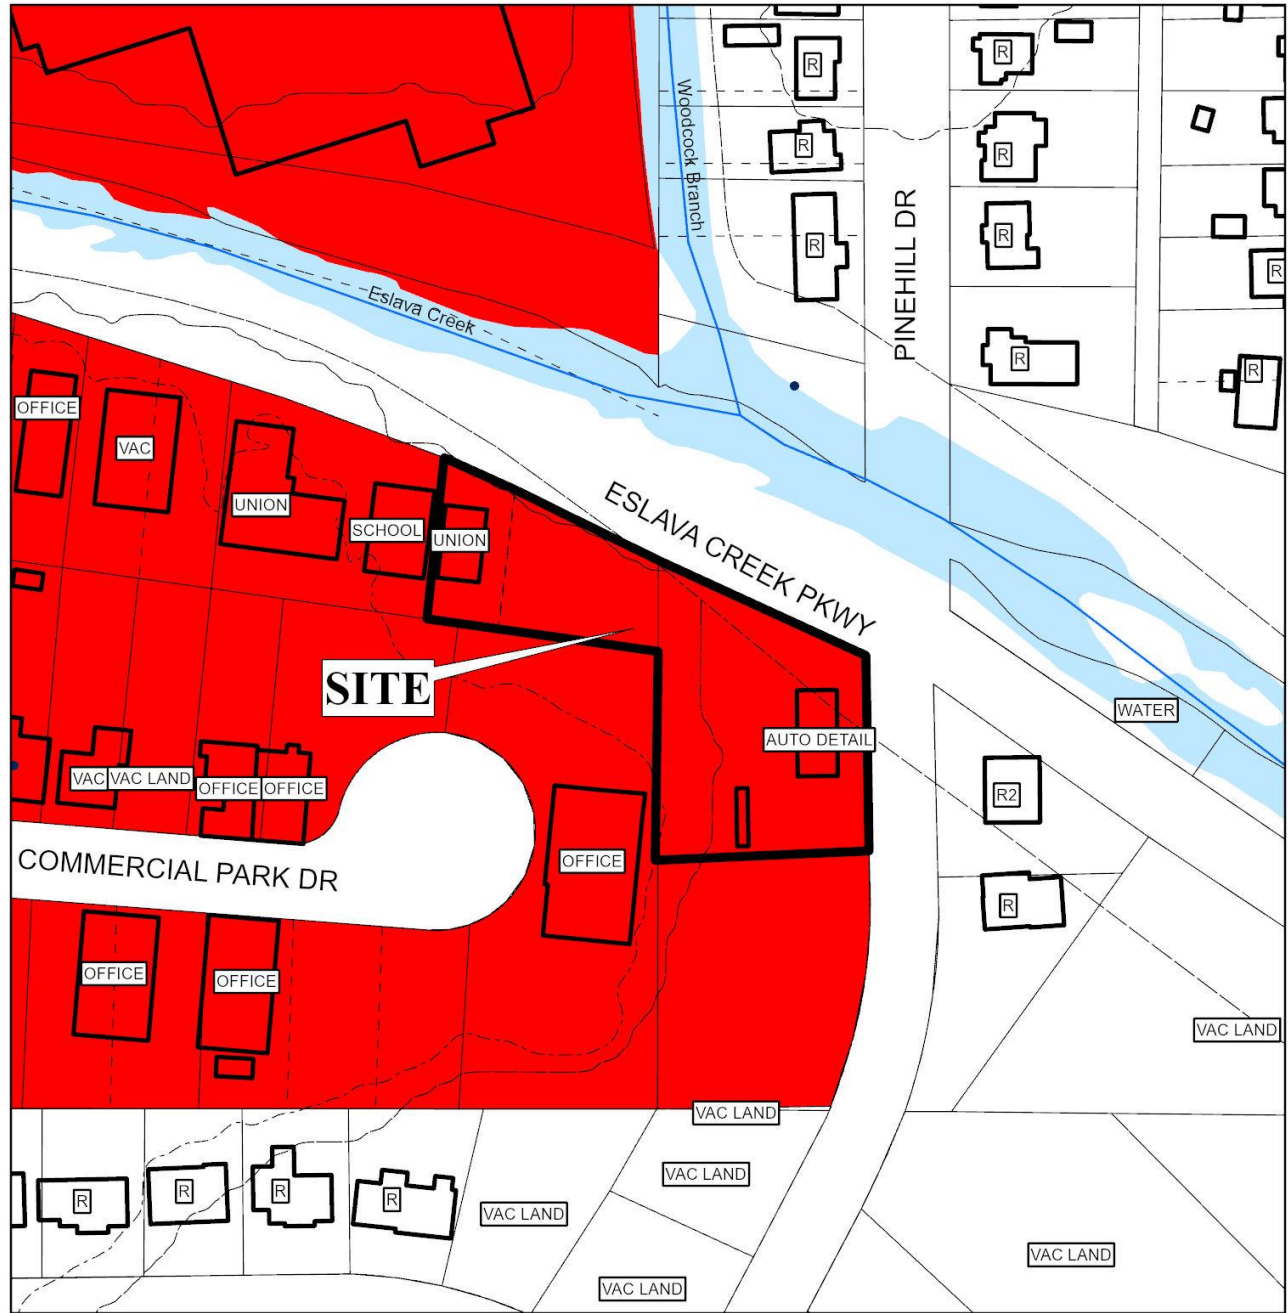 R
R
Woodcock Branch
R
R
R
R
PINEHILL DR
R
Eslava Creek
R
R
OFFICE
VAC
UNION
SCHOOL
UNION
ESLAVA CREEK PKWY
SITE
WATER
AUTO DETAIL
VAC
VAC LAND
OFFICE
OFFICE
R2
COMMERCIAL PARK DR
OFFICE
R
OFFICE
OFFICE
VAC LAND
VAC LAND
VAC LAND
R
R
R
R
VAC LAND
VAC LAND
VAC LAND